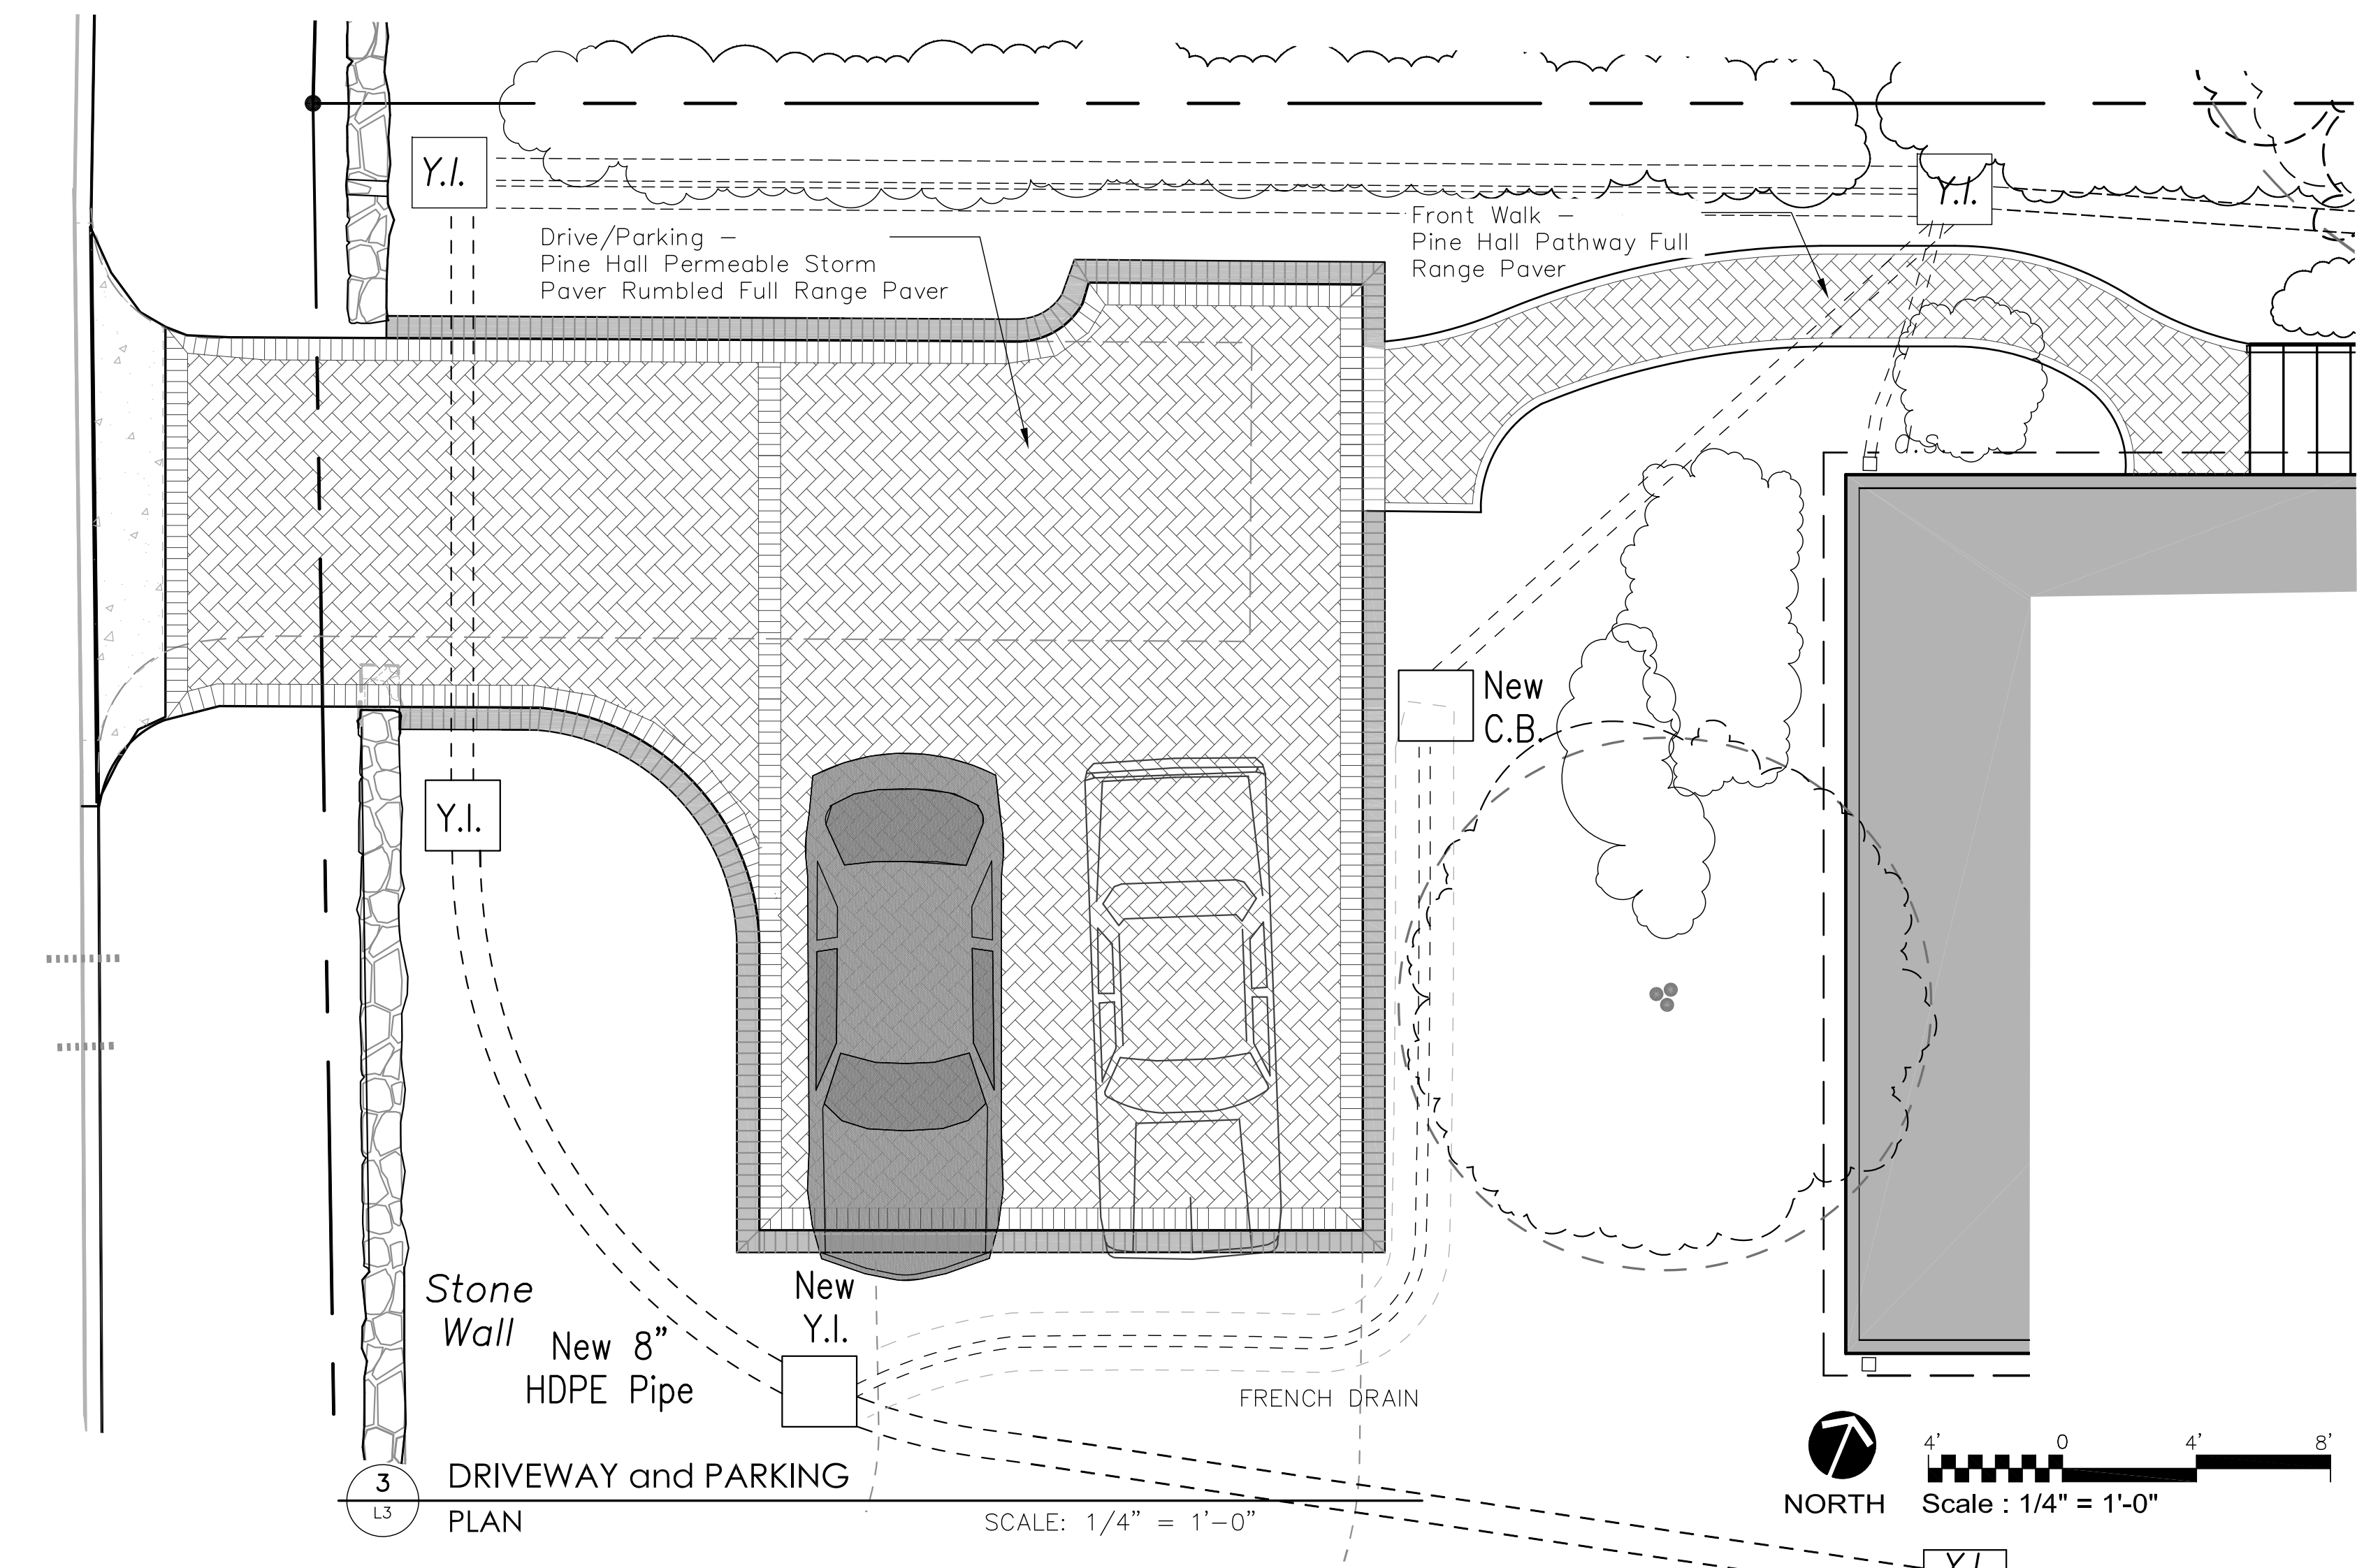 Y.I.
Y.I.
Drive/Parking –
Pine Hall Permeable Storm
Paver Rumbled Full Range Paver
Front Walk –
Pine Hall Pathway Full
Range Paver
d.s.
New
C.B.
Y.I.
Stone
Wall
New 8”
HDPE Pipe
New
Y.I.
FRENCH DRAIN
3
L3
DRIVEWAY and PARKING
PLAN
SCALE: 1/4” = 1’–0”
NORTH
4' 0 4' 8'
Scale : 1/4" = 1'-0"
Y.I.